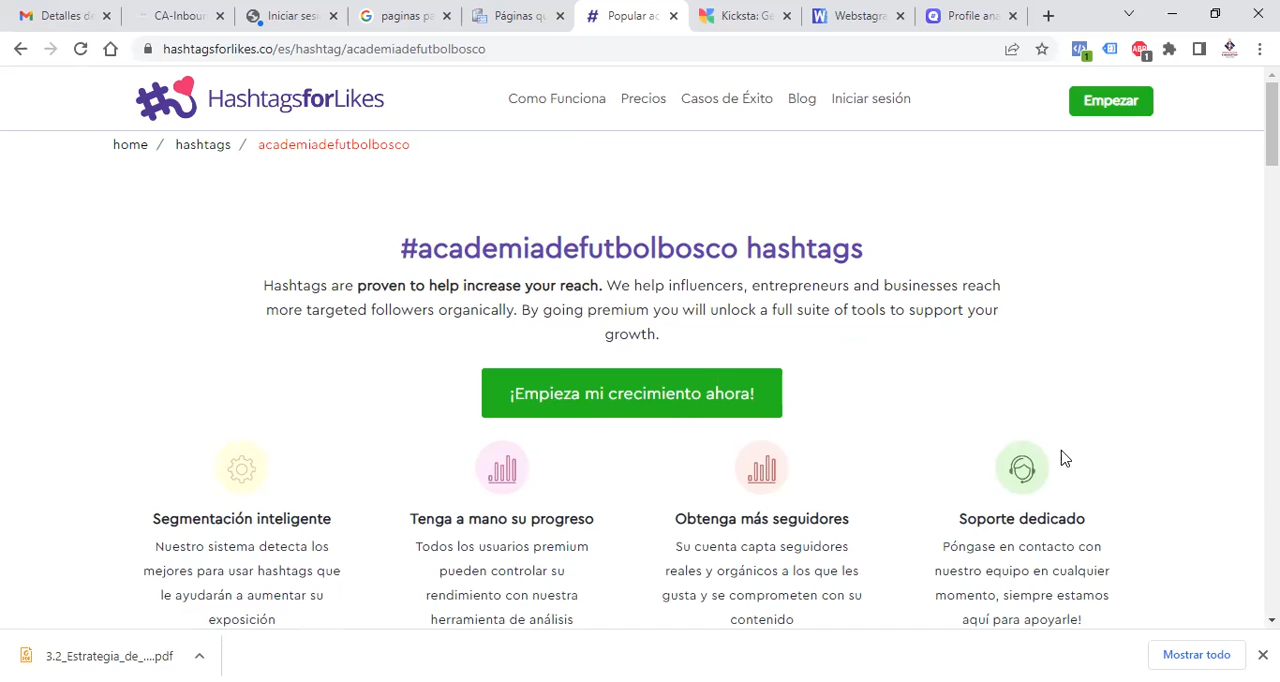 Detalles de
CA-Inbour
Iniciar sesi
paginas pa
Páginas qu
Popular ac
Kicksta: Ge
Webstagra
Profile ana
hashtagsforlikes.co/es/hashtag/academiadefutbolbosco
HashtagsforLikes
Como Funciona
Precios
Casos de Éxito
Blog
Iniciar sesión
Empezar
home / hashtags / academiadefutbolbosco
#academiadefutbolbosco hashtags
Hashtags are proven to help increase your reach. We help influencers, entrepreneurs and businesses reach
more targeted followers organically. By going premium you will unlock a full suite of tools to support your
growth.
¡Empieza mi crecimiento ahora!
Segmentación inteligente
Nuestro sistema detecta los
mejores para usar hashtags que
le ayudarán a aumentar su
exposición
Tenga a mano su progreso
Todos los usuarios premium
pueden controlar su
rendimiento con nuestra
herramienta de análisis
Obtenga más seguidores
Su cuenta capta seguidores
reales y orgánicos a los que les
gusta y se comprometen con su
contenido
Soporte dedicado
Póngase en contacto con
nuestro equipo en cualquier
momento, siempre estamos
aquí para apoyarle!
3.2_Estrategia_de_....pdf
Mostrar todo